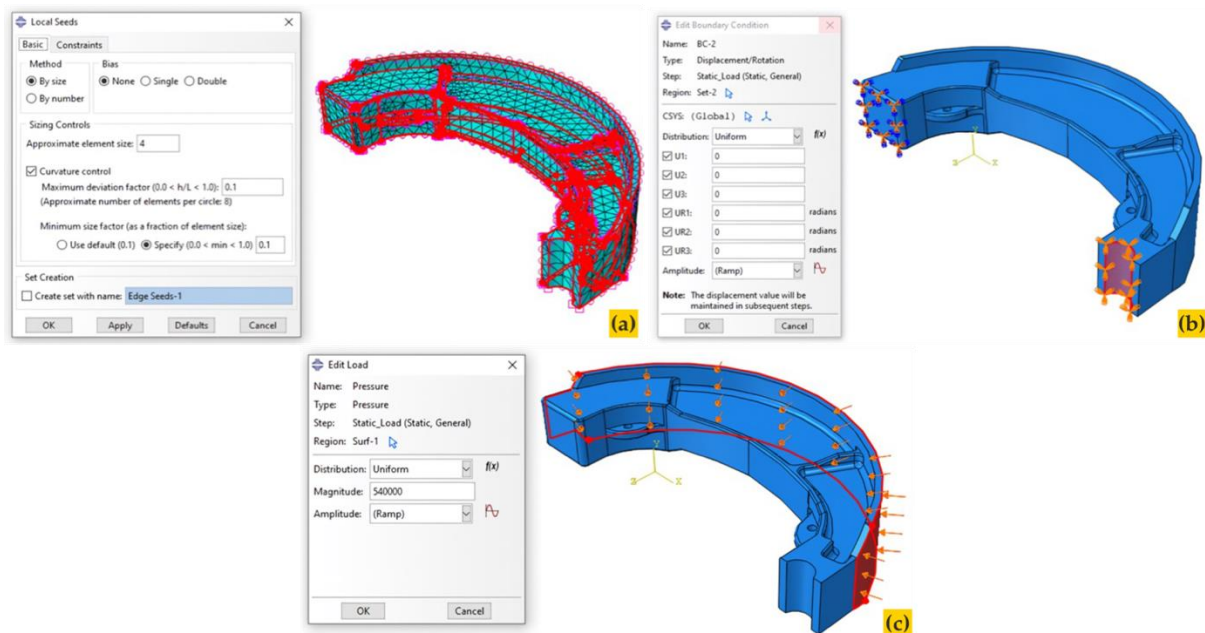 Local Seeds
Basic Constraints
Method
By size
By number
Bias
None Single Double
Sizing Controls
Approximate element size: 4
Curvature control
Maximum deviation factor (0.0 < h/L < 1.0): 0.1
(Approximate number of elements per circle: 8)
Minimum size factor (as a fraction of element size):
Use default (0.1) Specify (0.0 < min < 1.0) 0.1
Set Creation
Create set with name: Edge Seeds-1
OK Apply Defaults Cancel
(a)
Edit Boundary Condition
Name: BC-2
Type: Displacement/Rotation
Step: Static_Load (Static, General)
Region: Set-2
CSYS: (Global)
Distribution: Uniform f(x)
U1: 0
U2: 0
U3: 0
UR1: 0 radians
UR2: 0 radians
UR3: 0 radians
Amplitude: (Ramp)
Note: The displacement value will be
maintained in subsequent steps.
OK Cancel
Y
Z X
(b)
Edit Load
Name: Pressure
Type: Pressure
Step: Static_Load (Static, General)
Region: Surf-1
Distribution: Uniform f(x)
Magnitude: 540000
Amplitude: (Ramp)
OK Cancel
Y
Z X
(c)